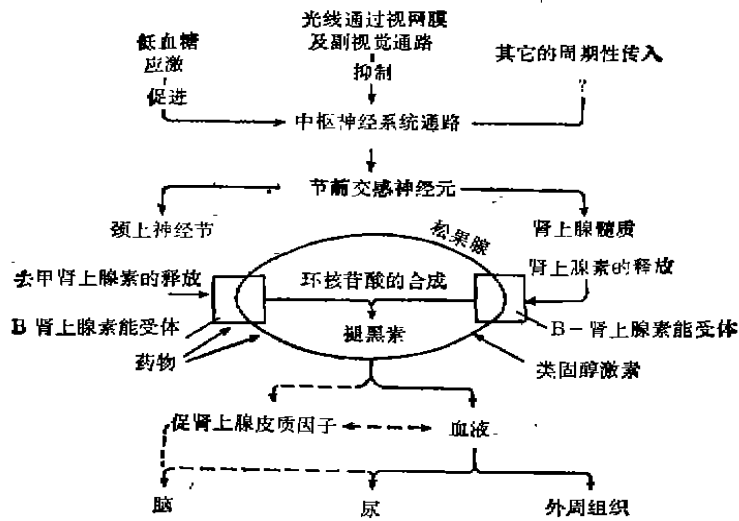 光线通过视网膜
及副视觉通路
低血糖
应激
其它的周期性传入
抑制
?
促进
中枢神经系统通路
节前交感神经元
颈上神经节
松果腺
肾上腺髓质
去甲肾上腺素的释放
环核苷酸的合成
肾上腺素的释放
B 肾上腺素能受体
褪黑素
B-肾上腺素能受体
药物
类固醇激素
促肾上腺皮质因子
血液
脑
尿
外周组织